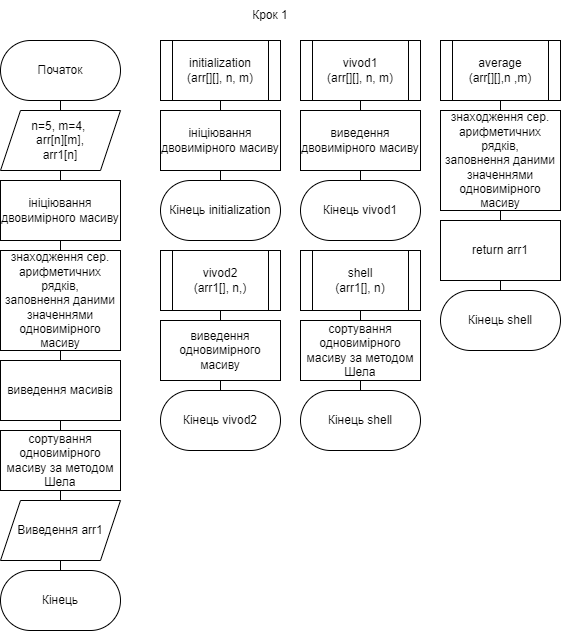 Крок 1
Початок
n=5, m=4,
arr[n][m],
arr1[n]
ініціювання
двовимірного масиву
знаходження сер.
арифметичних
рядків,
заповнення даними
значеннями
одновимірного
масиву
виведення масивів
сортування
одновимірного
масиву за методом
Шела
Виведення arr1
Кінець
initialization
(arr[][], n, m)
ініціювання
двовимірного масиву
Кінець initialization
vivod1
(arr[][], n, m)
виведення
двовимірного масиву
Кінець vivod1
average
(arr[][],n ,m)
знаходження сер.
арифметичних
рядків,
заповнення даними
значеннями
одновимірного
масиву
return arr1
Кінець shell
vivod2
(arr1[], n,)
виведення
одновимірного
масиву
Кінець vivod2
shell
(arr1[], n)
сортування
одновимірного
масиву за методом
Шела
Кінець shell